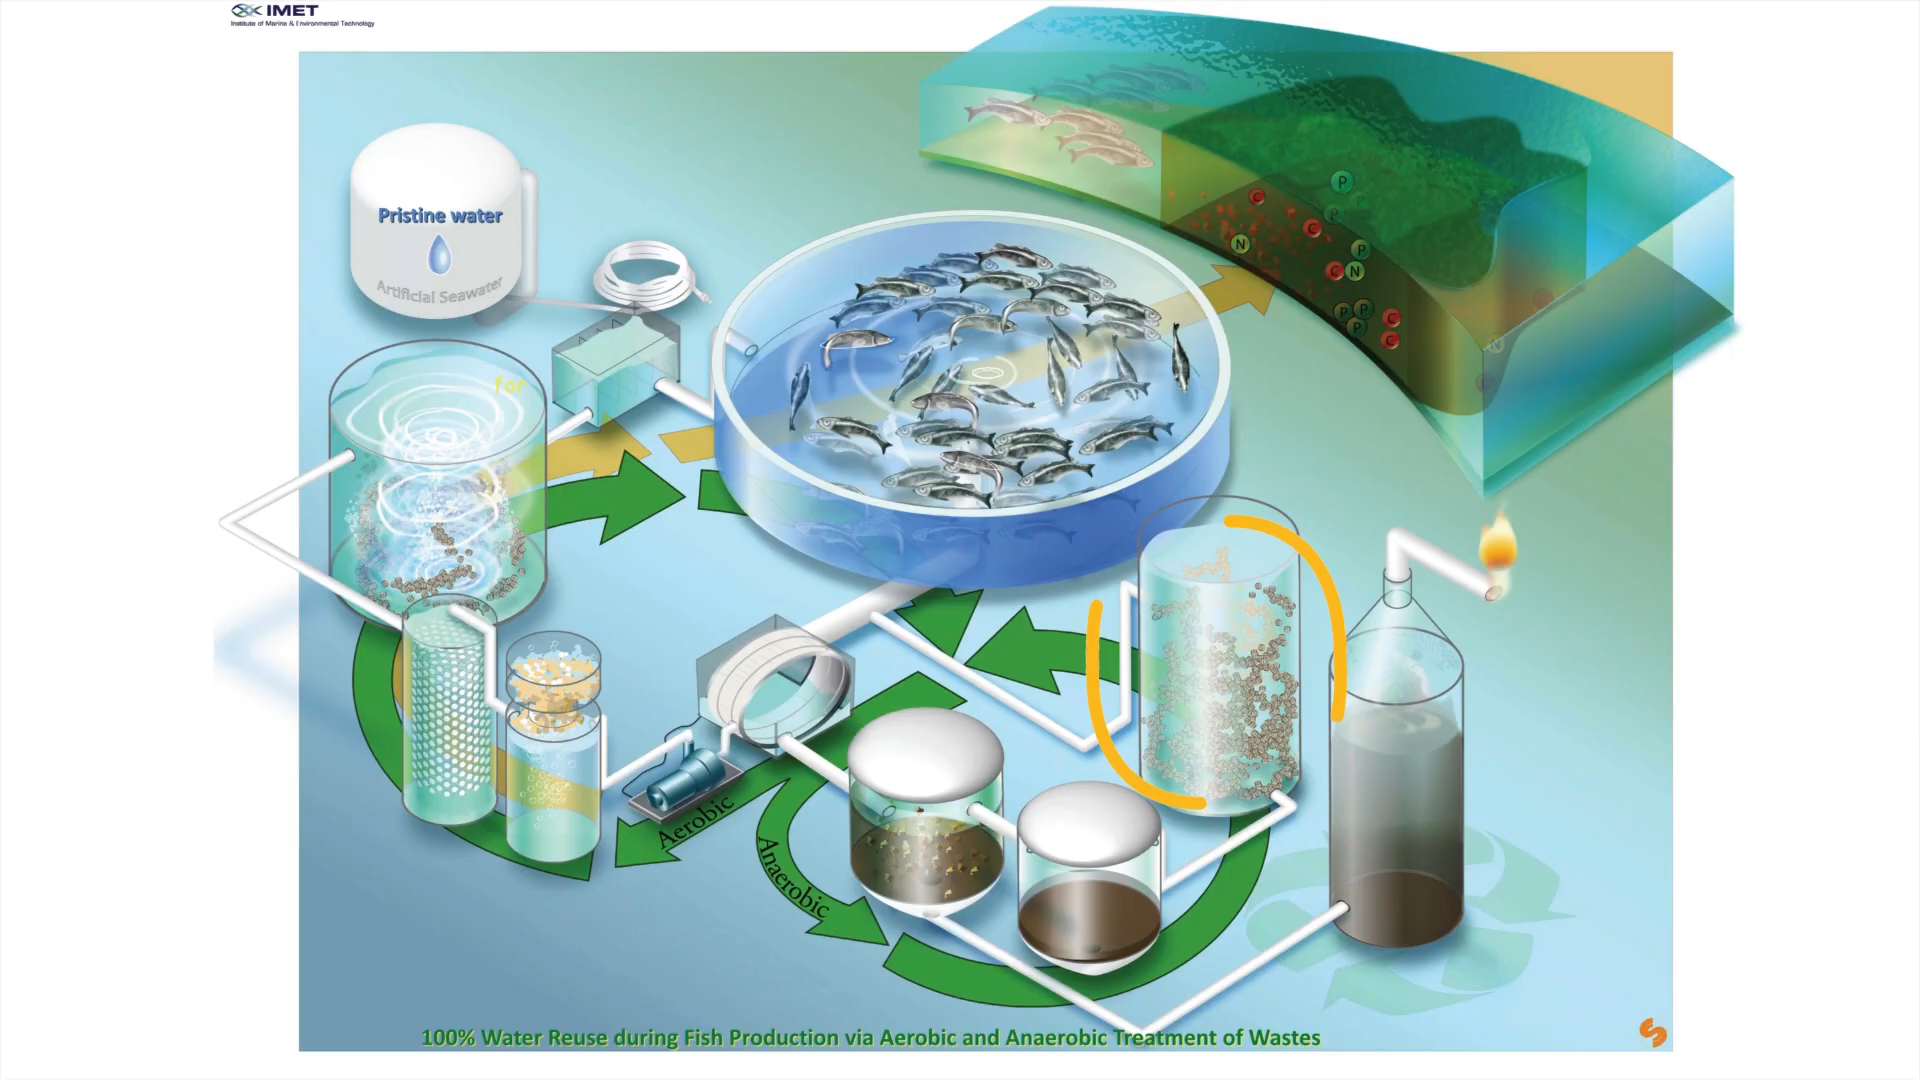 IMET
Institute of Marine & Environmental Technology
Pristine water
Artificial Seawater
for
C
P
P
P
C
N
P
C
N
P
P
P
C
C
N
Aerobic
Anaerobic
100% Water Reuse during Fish Production via Aerobic and Anaerobic Treatment of Wastes